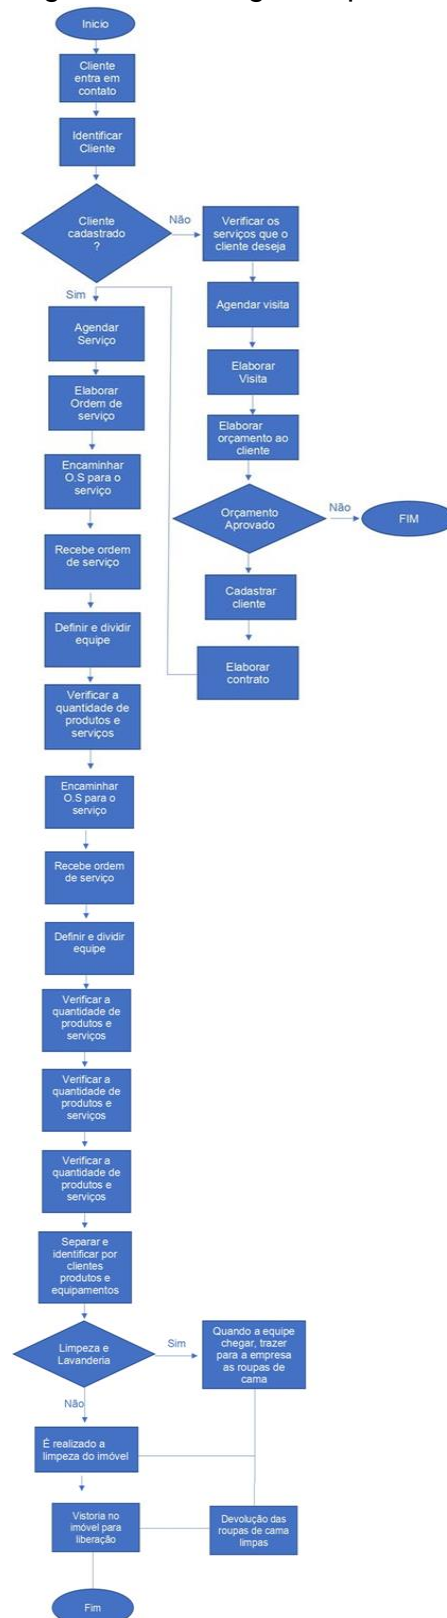 Inicio
Cliente
entra em
contato
Identificar
Cliente
Cliente
cadastrado
?
Não
Verificar os
serviços que o
cliente deseja
Agendar visita
Elaborar
Visita
Elaborar
orçamento ao
cliente
Orçamento
Aprovado
Não
FIM
Cadastrar
cliente
Elaborar
contrato
Sim
Agendar
Serviço
Elaborar
Ordem de
serviço
Encaminhar
O.S para o
serviço
Recebe ordem
de serviço
Definir e dividir
equipe
Verificar a
quantidade de
produtos e
serviços
Encaminhar
O.S para o
serviço
Recebe ordem
de serviço
Definir e dividir
equipe
Verificar a
quantidade de
produtos e
serviços
Verificar a
quantidade de
produtos e
serviços
Verificar a
quantidade de
produtos e
serviços
Separar e
identificar por
clientes
produtos e
equipamentos
Limpeza e
Lavanderia
Sim
Quando a equipe
chegar, trazer
para a empresa
as roupas de
cama
Não
É realizado a
limpeza do imóvel
Vistoria no
imóvel para
liberação
Devolução das
roupas de cama
limpas
Fim